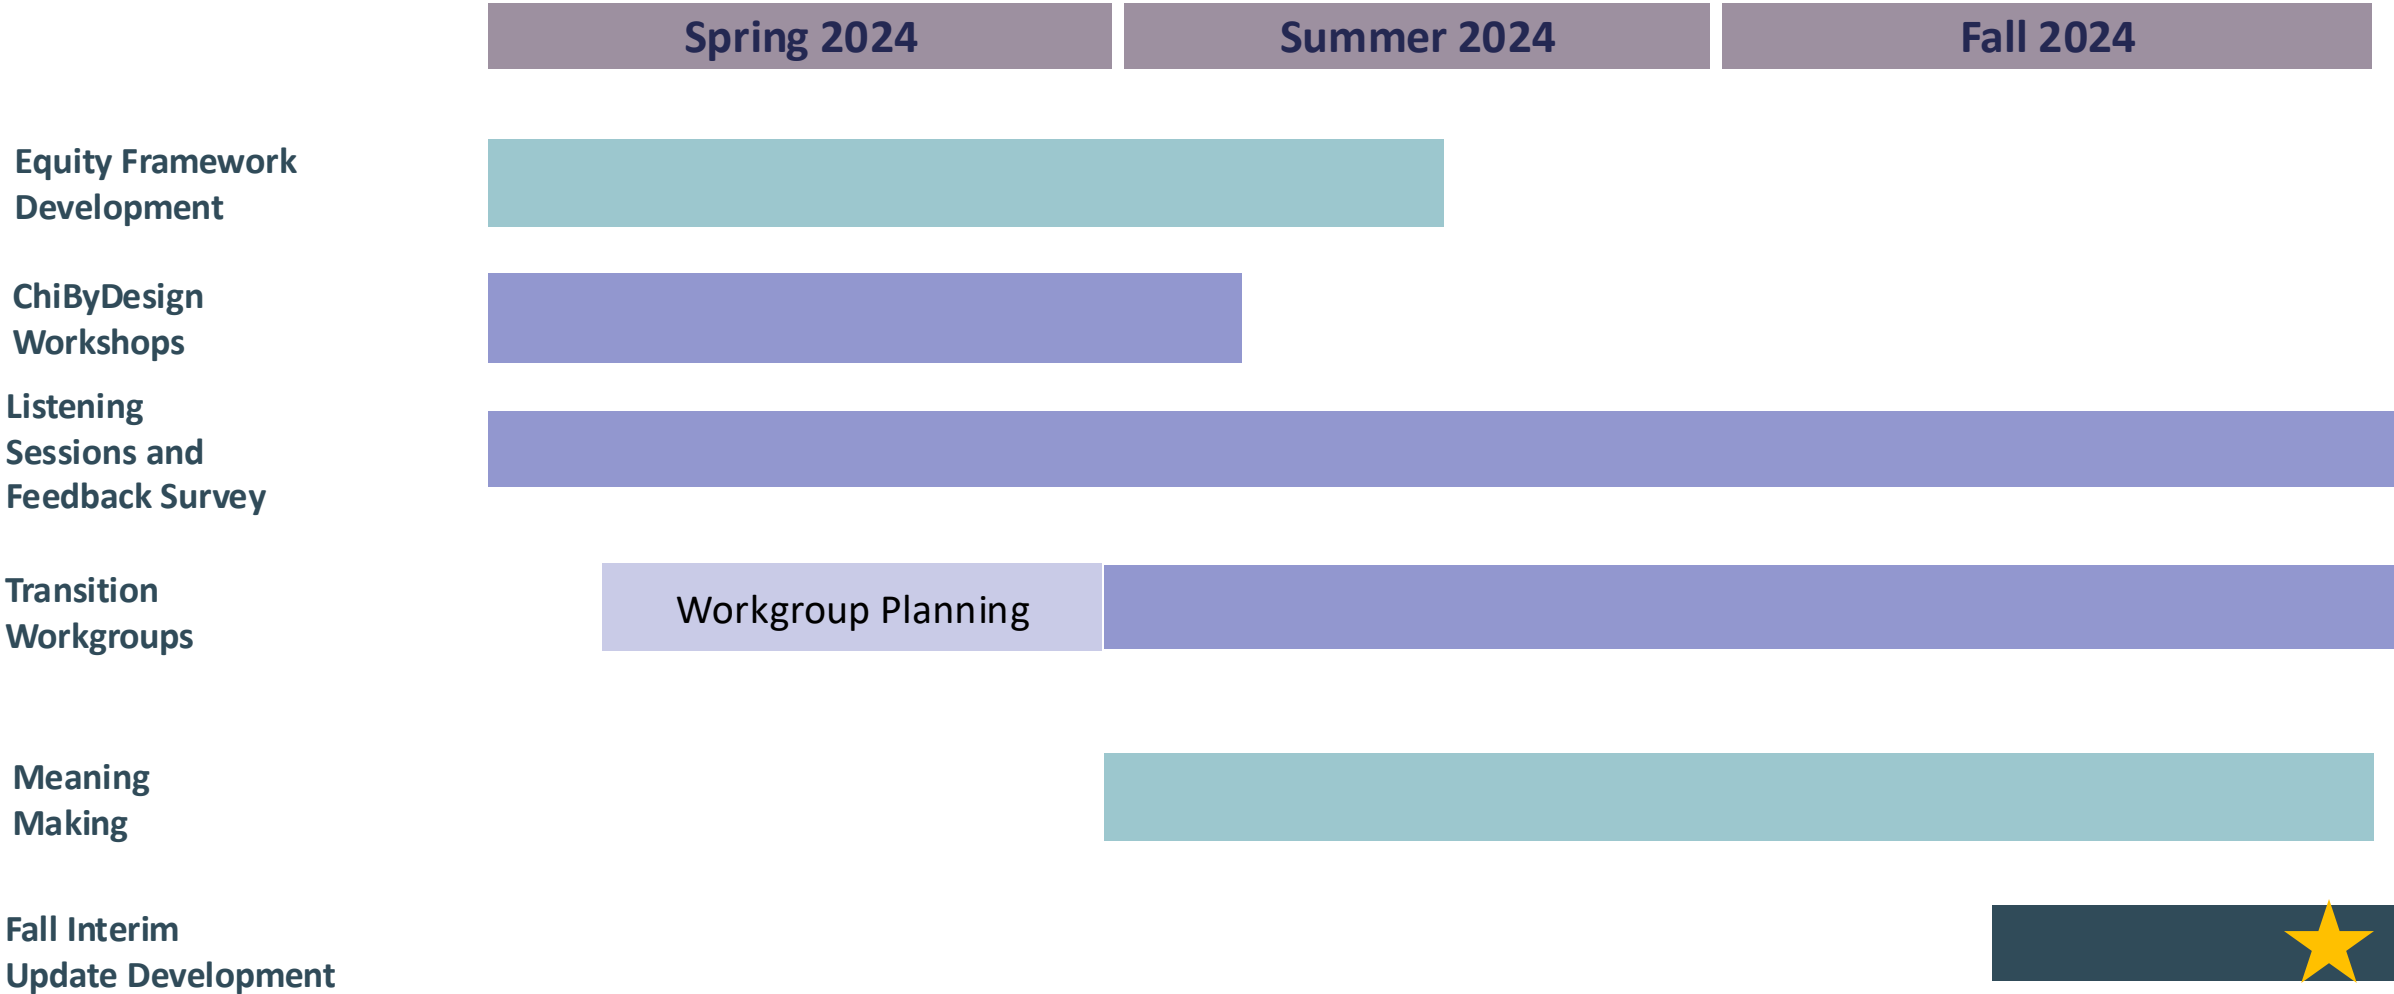 Spring 2024
Summer 2024
Fall 2024
Equity Framework
Development
ChiByDesign
Workshops
Listening
Sessions and
Feedback Survey
Transition
Workgroups
Workgroup Planning
Meaning
Making
Fall Interim
Update Development